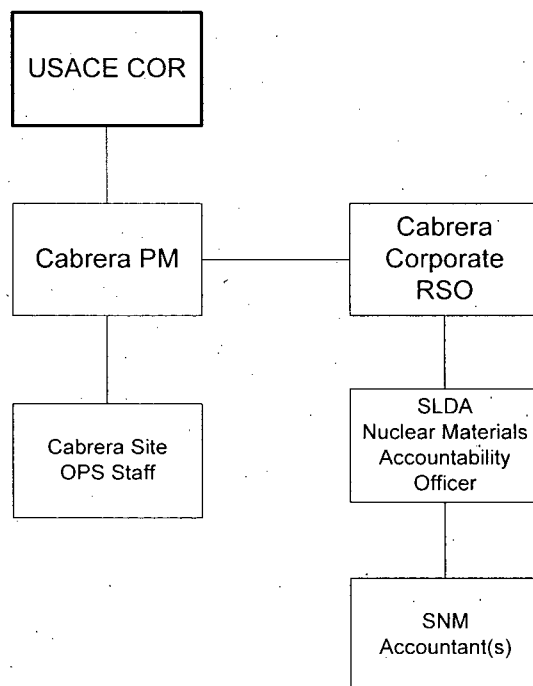 USACE COR
Cabrera PM
Cabrera
Corporate
RSO
Cabrera Site
OPS Staff
SLDA
Nuclear Materials
Accountability
Officer
SNM
Accountant(s)